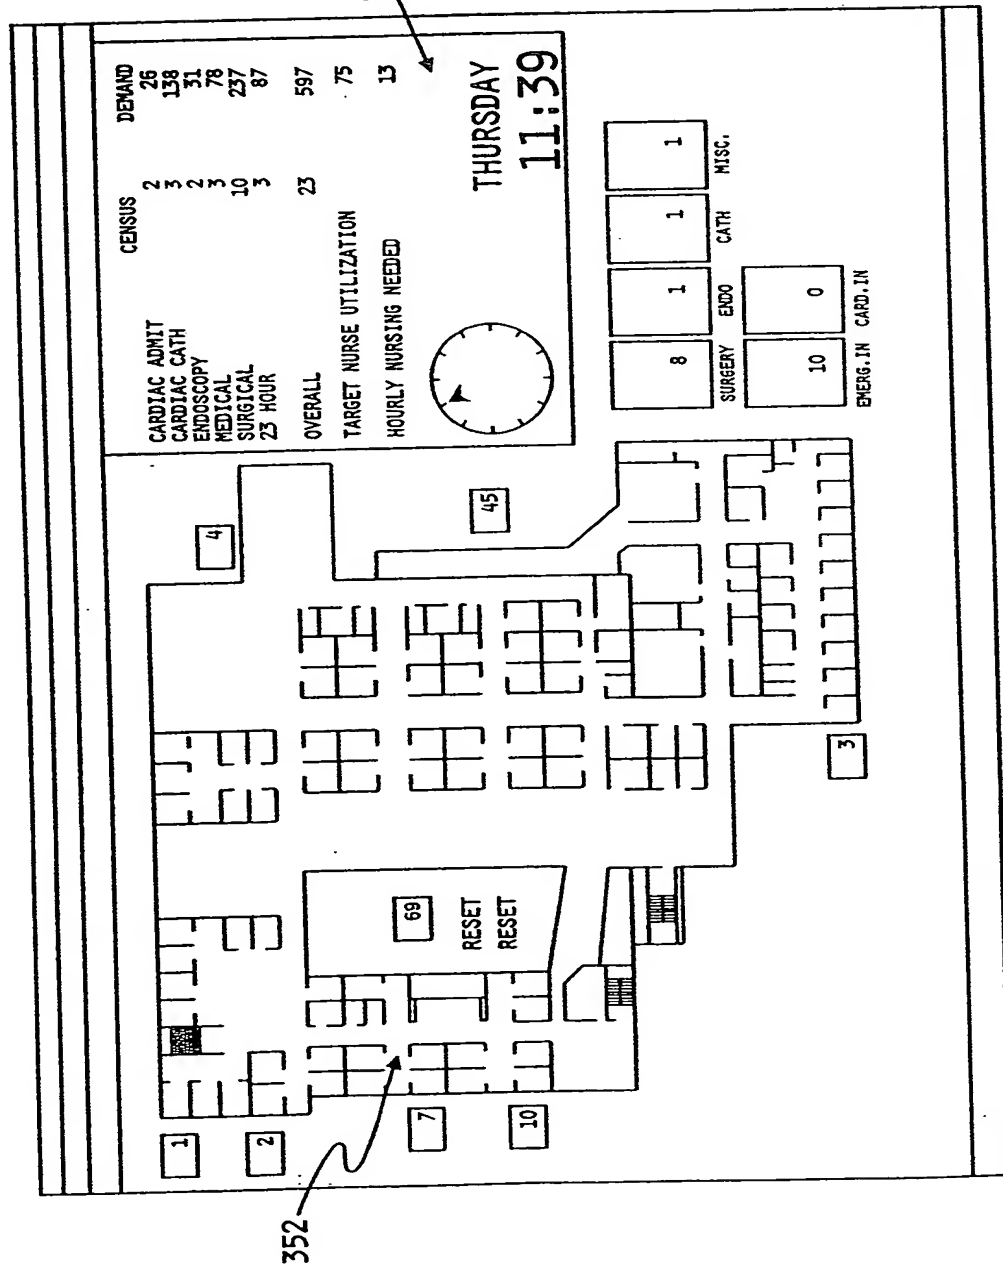 CENSUS DEMAND
CARDIAC ADMIT 2 26
CARDIAC CATH 3 138
ENDOSCOPY 2 31
MEDICAL 3 78
SURGICAL 10 237
23 HOUR 3 87
OVERALL 23 597
TARGET NURSE UTILIZATION 75
HOURLY NURSING NEEDED 13
THURSDAY
11:39
4
45
1
2
7
10
69
RESET
RESET
3
8 1 1 1
SURGERY ENDO CATH MISC.
10 0
EMERG.IN CARD.IN
352